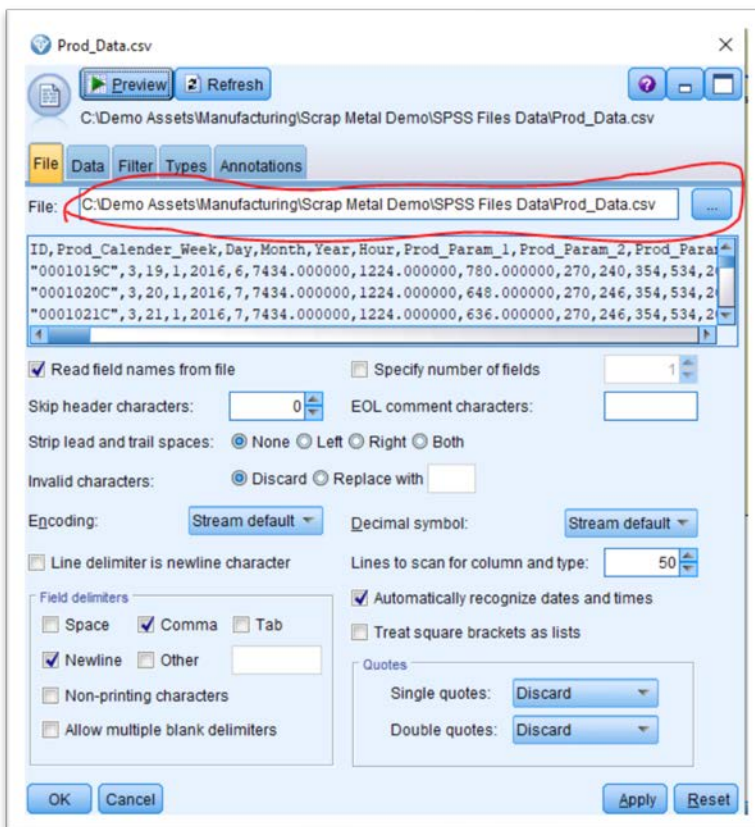 Prod_Data.csv
Preview Refresh
C:\Demo Assets\Manufacturing\Scrap Metal Demo\SPSS Files Data\Prod_Data.csv
File Data Filter Types Annotations
File: C:\Demo Assets\Manufacturing\Scrap Metal Demo\SPSS Files Data\Prod_Data.csv ...
ID,Prod_Calender_Week,Day,Month,Year,Hour,Prod_Param_1,Prod_Param_2,Prod_Para
"0001019C",3,19,1,2016,6,7434.000000,1224.000000,780.000000,270,240,354,534,2
"0001020C",3,20,1,2016,7,7434.000000,1224.000000,648.000000,270,246,354,534,2
"0001021C",3,21,1,2016,7,7434.000000,1224.000000,636.000000,270,246,354,534,2
Read field names from file Specify number of fields 1
Skip header characters: 0 EOL comment characters:
Strip lead and trail spaces: None Left Right Both
Invalid characters: Discard Replace with
Encoding: Stream default Decimal symbol: Stream default
Line delimiter is newline character Lines to scan for column and type: 50
Field delimiters Automatically recognize dates and times
Space Comma Tab Treat square brackets as lists
Newline Other Quotes
Non-printing characters Single quotes: Discard
Allow multiple blank delimiters Double quotes: Discard
OK Cancel Apply Reset